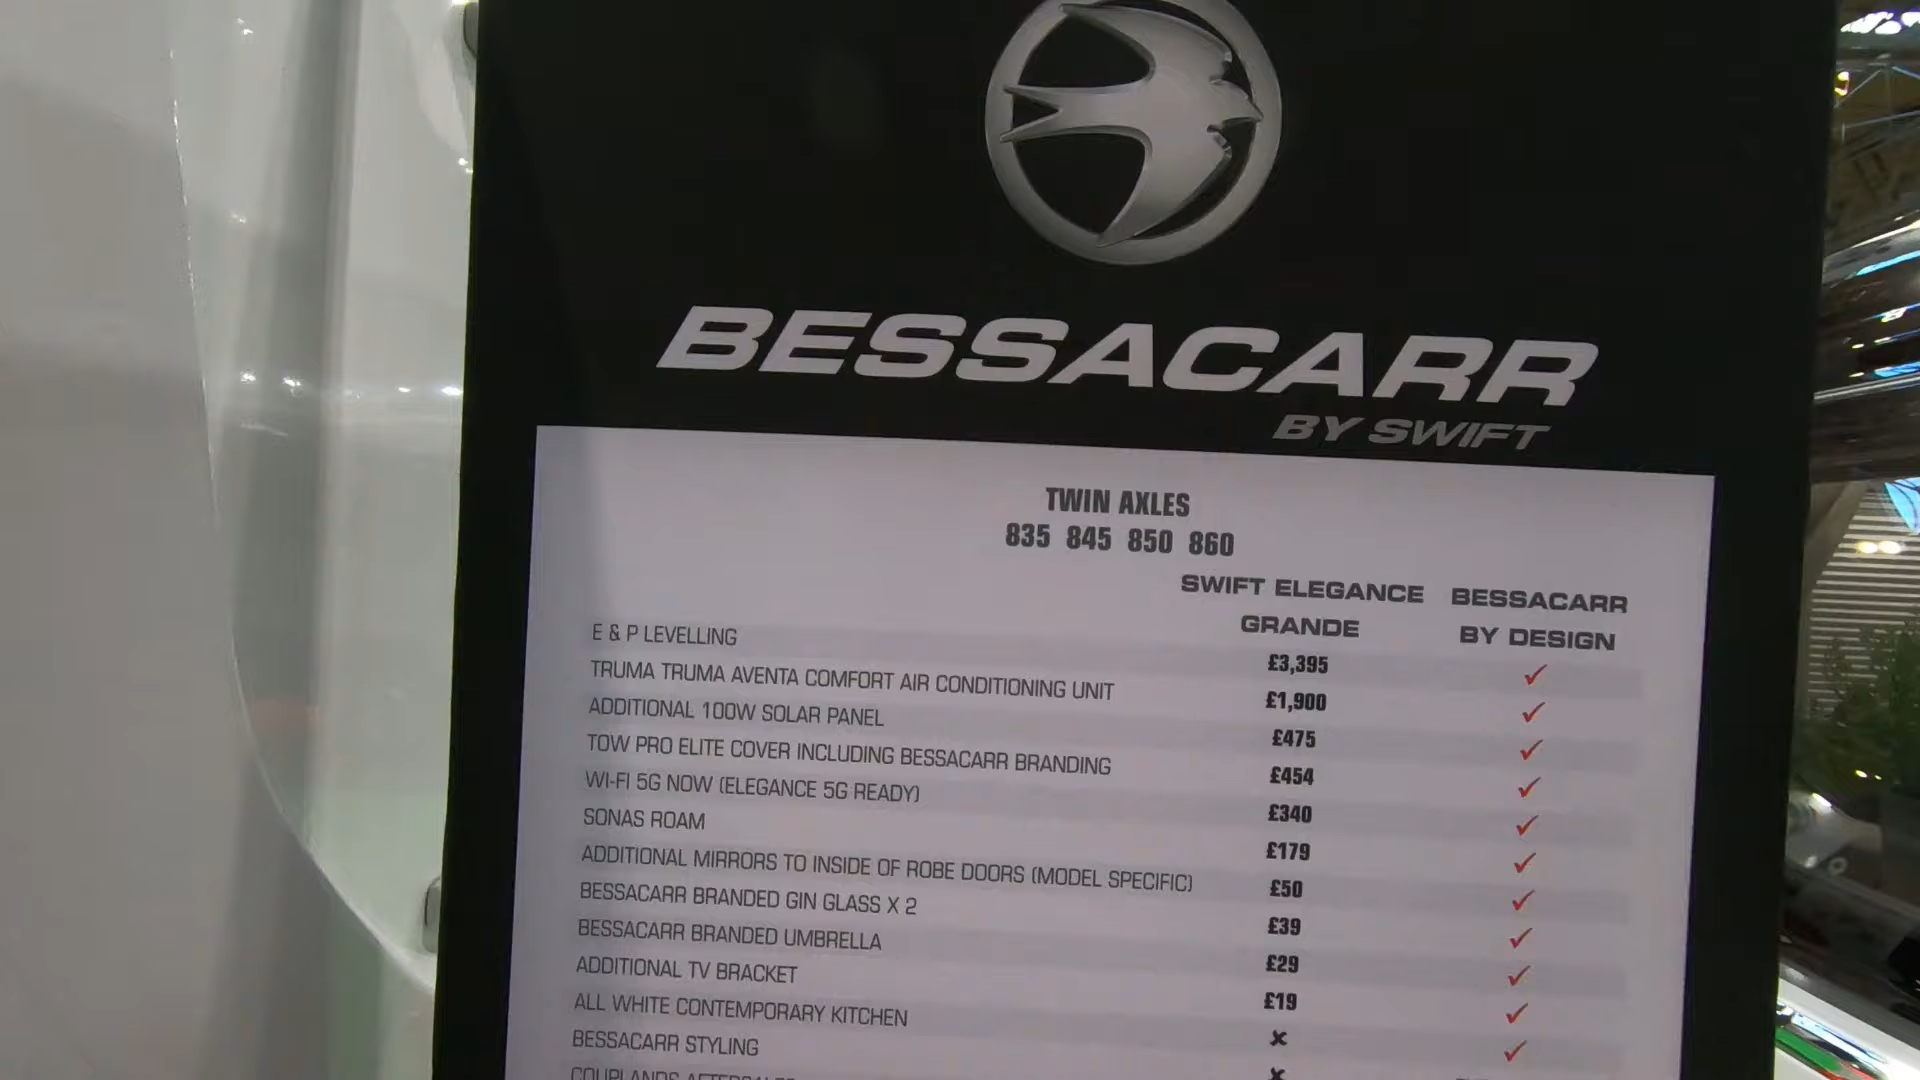 BESSACARR
BY SWIFT
TWIN AXLES
835 845 850 860
SWIFT ELEGANCE GRANDE
BESSACARR BY DESIGN
E & P LEVELLING £3,395 ✓
TRUMA TRUMA AVENTA COMFORT AIR CONDITIONING UNIT £1,900 ✓
ADDITIONAL 100W SOLAR PANEL £475 ✓
TOW PRO ELITE COVER INCLUDING BESSACARR BRANDING £454 ✓
WI-FI 5G NOW (ELEGANCE 5G READY) £340 ✓
SONAS ROAM £179 ✓
ADDITIONAL MIRRORS TO INSIDE OF ROBE DOORS (MODEL SPECIFIC) £50 ✓
BESSACARR BRANDED GIN GLASS X 2 £39 ✓
BESSACARR BRANDED UMBRELLA £29 ✓
ADDITIONAL TV BRACKET £19 ✓
ALL WHITE CONTEMPORARY KITCHEN × ✓
BESSACARR STYLING ×